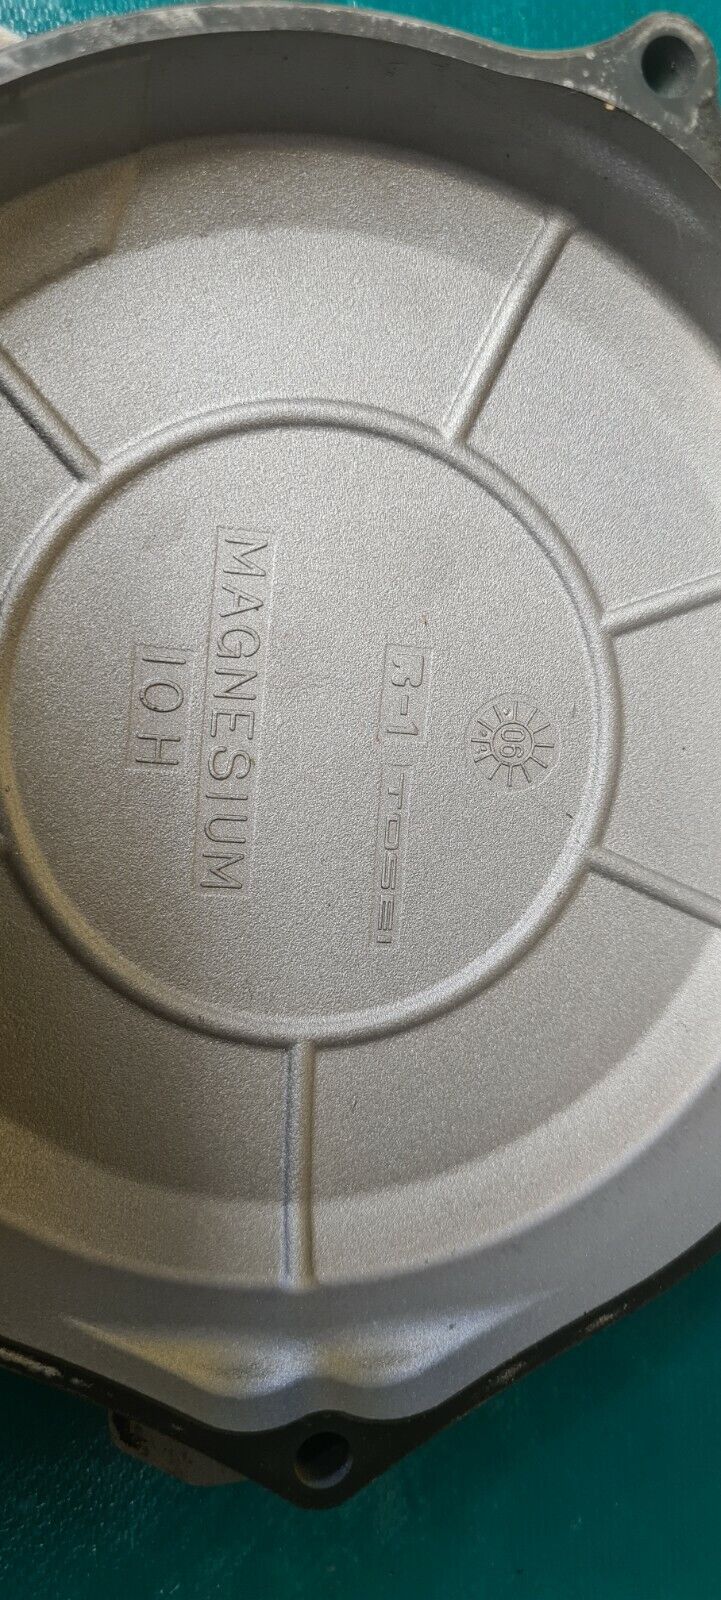 06
3-1 TOSEI
MAGNESIUM
10H